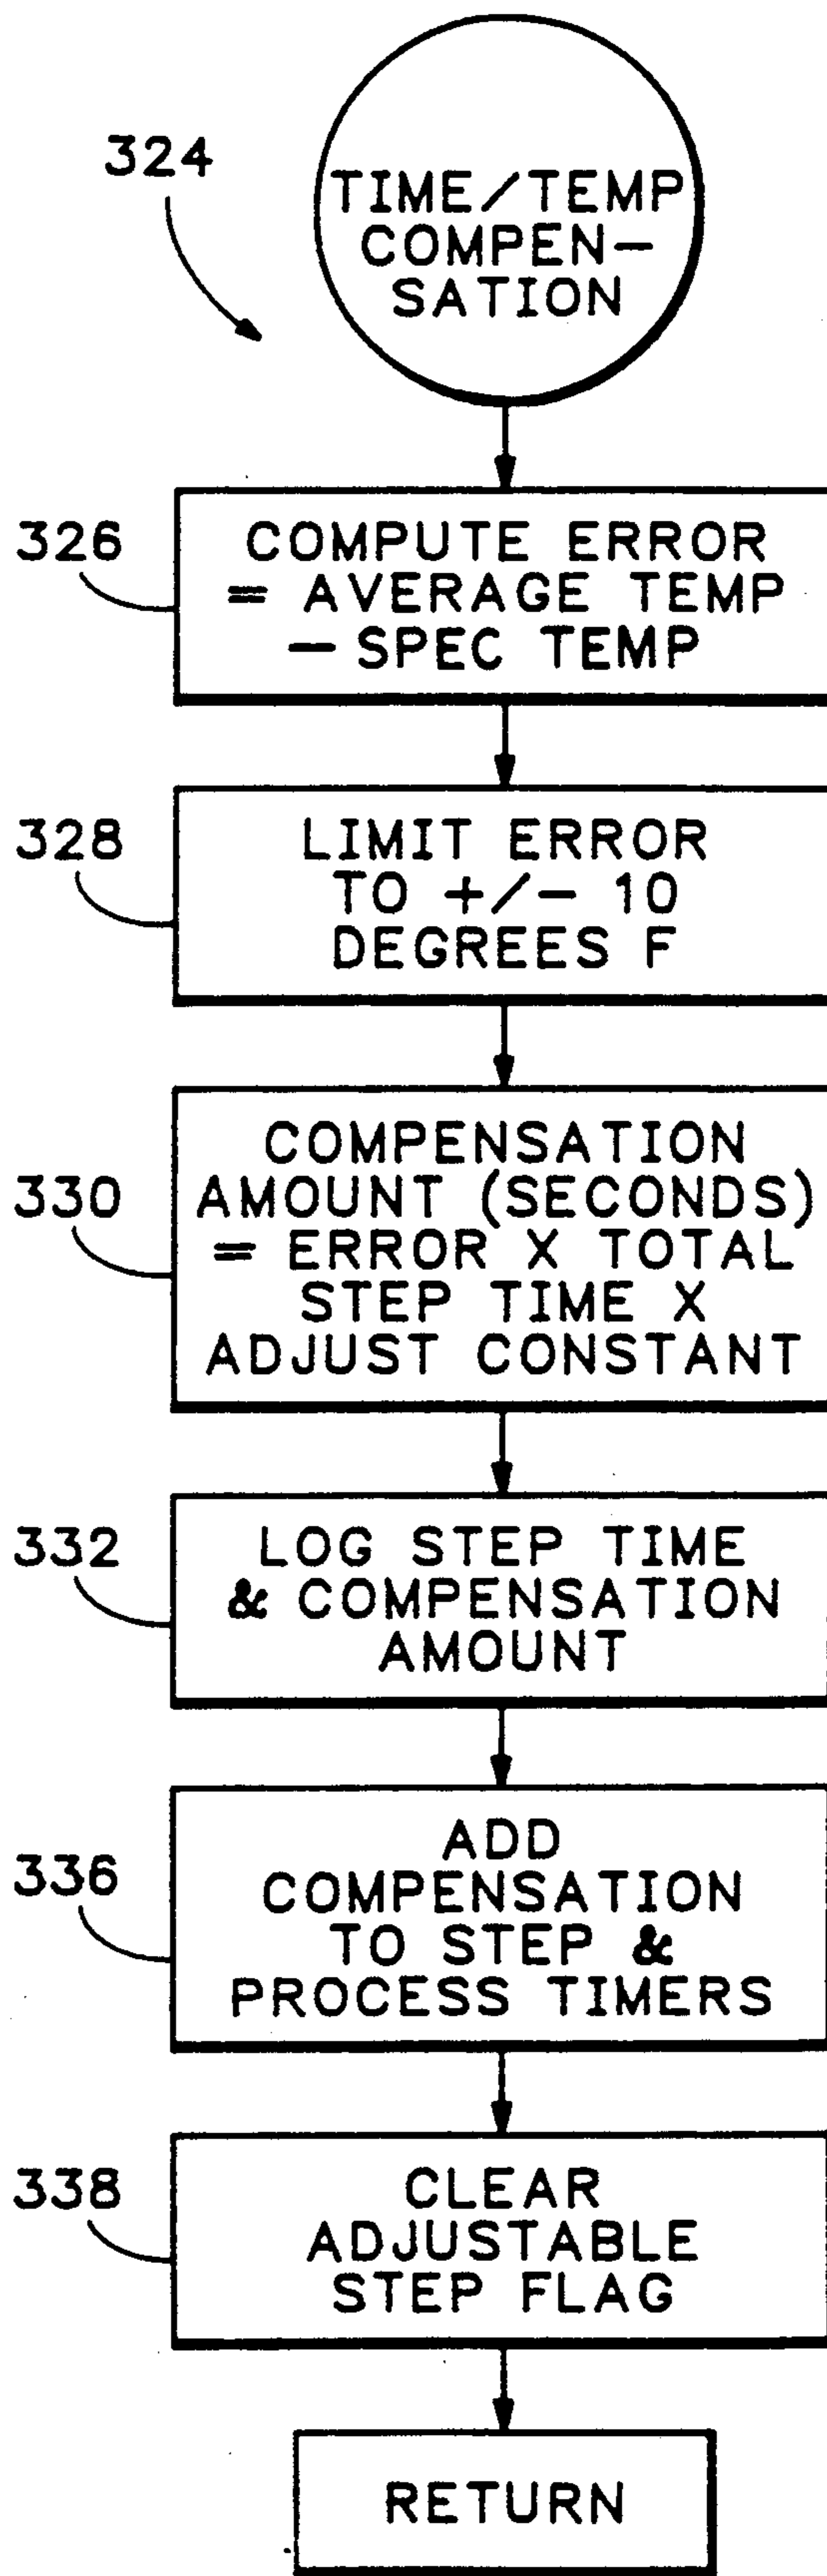 324
TIME/TEMP
COMPEN-
SATION
326
COMPUTE ERROR
= AVERAGE TEMP
- SPEC TEMP
328
LIMIT ERROR
TO +/- 10
DEGREES F
330
COMPENSATION
AMOUNT (SECONDS)
= ERROR X TOTAL
STEP TIME X
ADJUST CONSTANT
332
LOG STEP TIME
& COMPENSATION
AMOUNT
336
ADD
COMPENSATION
TO STEP &
PROCESS TIMERS
338
CLEAR
ADJUSTABLE
STEP FLAG
RETURN